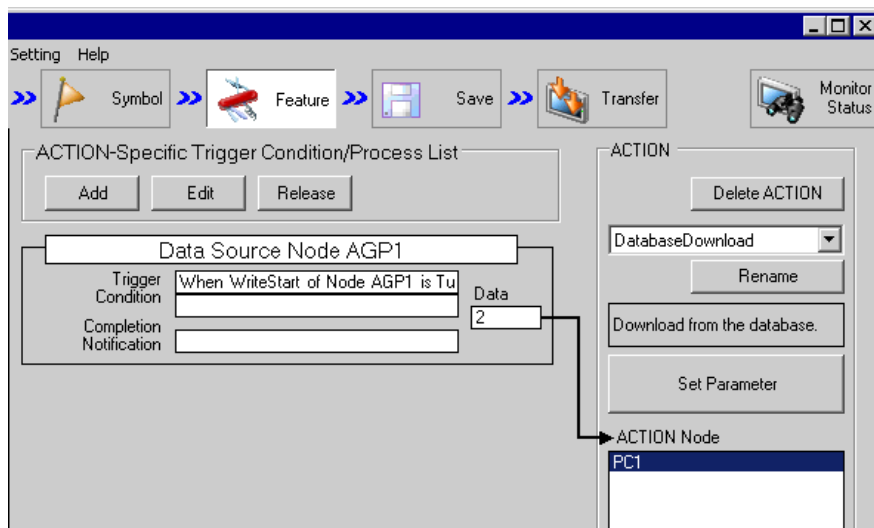 Setting Help
Symbol Feature Save Transfer Monitor Status
ACTION-Specific Trigger Condition/Process List
Add Edit Release
Data Source Node AGP1
Trigger Condition
When WriteStart of Node AGP1 is Tu
Data
2
Completion Notification
ACTION
Delete ACTION
DatabaseDownload
Rename
Download from the database.
Set Parameter
ACTION Node
PC1